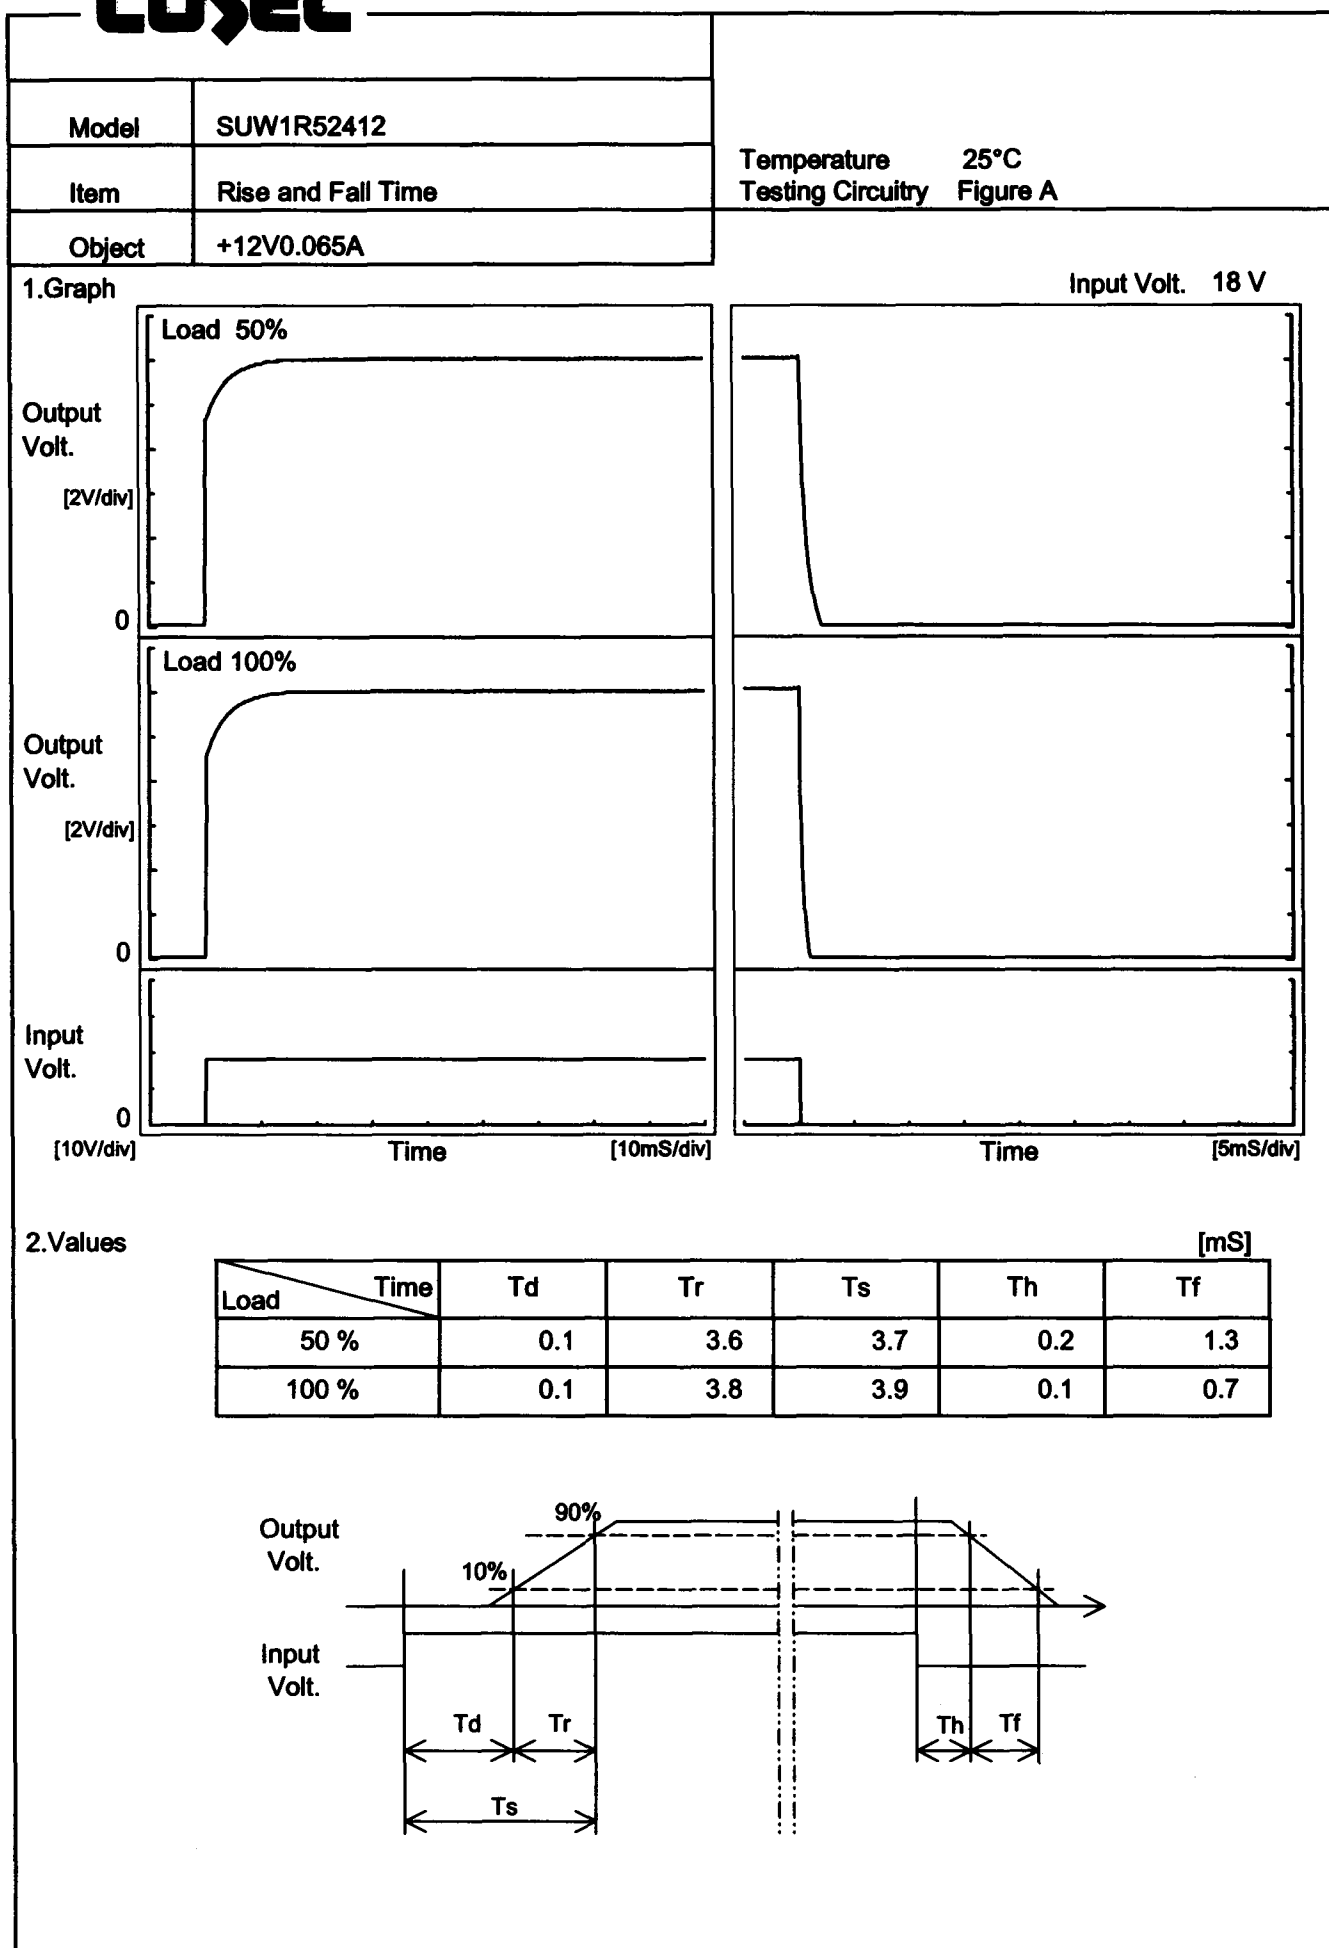 COSEL
Model SUW1R52412
Item Rise and Fall Time
Object +12V0.065A
Temperature 25°C
Testing Circuitry Figure A
1.Graph
Input Volt. 18 V
Load 50%
Output
Volt.
[2V/div]
0
Load 100%
Output
Volt.
[2V/div]
0
Input
Volt.
0
[10V/div] Time [10mS/div] Time [5mS/div]
2.Values
[mS]
Load Time Td Tr Ts Th Tf
50 % 0.1 3.6 3.7 0.2 1.3
100 % 0.1 3.8 3.9 0.1 0.7
Output
Volt.
90%
10%
Input
Volt.
Td Tr Th Tf
Ts